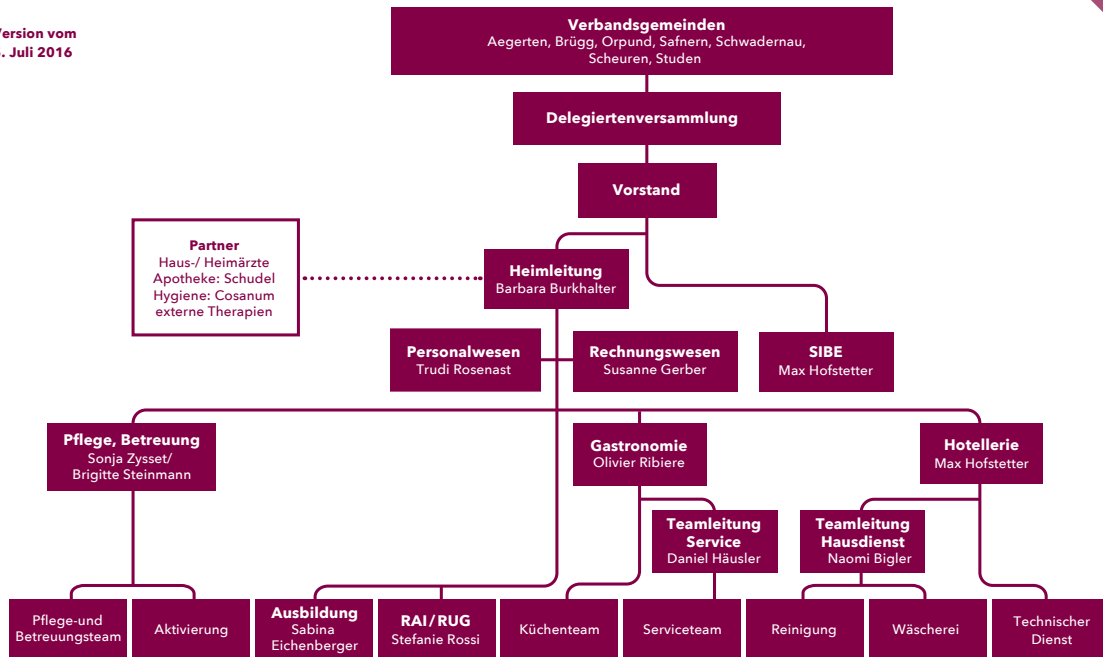 Version vom
. Juli 2016
Verbandsgemeinden
Aegerten, Brügg, Orpund, Safnern, Schwadernau,
Scheuren, Studen
Delegiertenversammlung
Vorstand
Partner
Haus-/ Heimärzte
Apotheke: Schudel
Hygiene: Cosanum
externe Therapien
Heimleitung
Barbara Burkhalter
Personalwesen
Trudi Rosenast
Rechnungswesen
Susanne Gerber
SIBE
Max Hofstetter
Pflege, Betreuung
Sonja Zysset/
Brigitte Steinmann
Gastronomie
Olivier Ribiere
Hotellerie
Max Hofstetter
Teamleitung
Service
Daniel Häusler
Teamleitung
Hausdienst
Naomi Bigler
Pflege-und
Betreuungsteam
Aktivierung
Ausbildung
Sabina
Eichenberger
RAI/RUG
Stefanie Rossi
Küchenteam
Serviceteam
Reinigung
Wäscherei
Technischer
Dienst